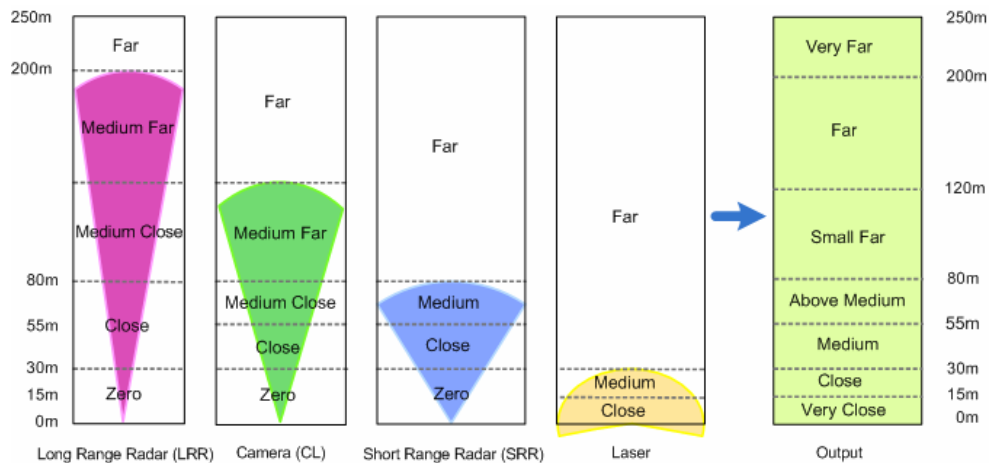 250m
Far
200m
Medium Far
Medium Close
80m
Close
55m
30m
Zero
15m
0m
Long Range Radar (LRR)
Far
Medium Far
Medium Close
Close
Zero
Camera (CL)
Far
Medium
Close
Zero
Short Range Radar (SRR)
Far
Medium
Close
Laser
Very Far
Far
Small Far
Above Medium
Medium
Close
Very Close
Output
250m
200m
120m
80m
55m
30m
15m
0m